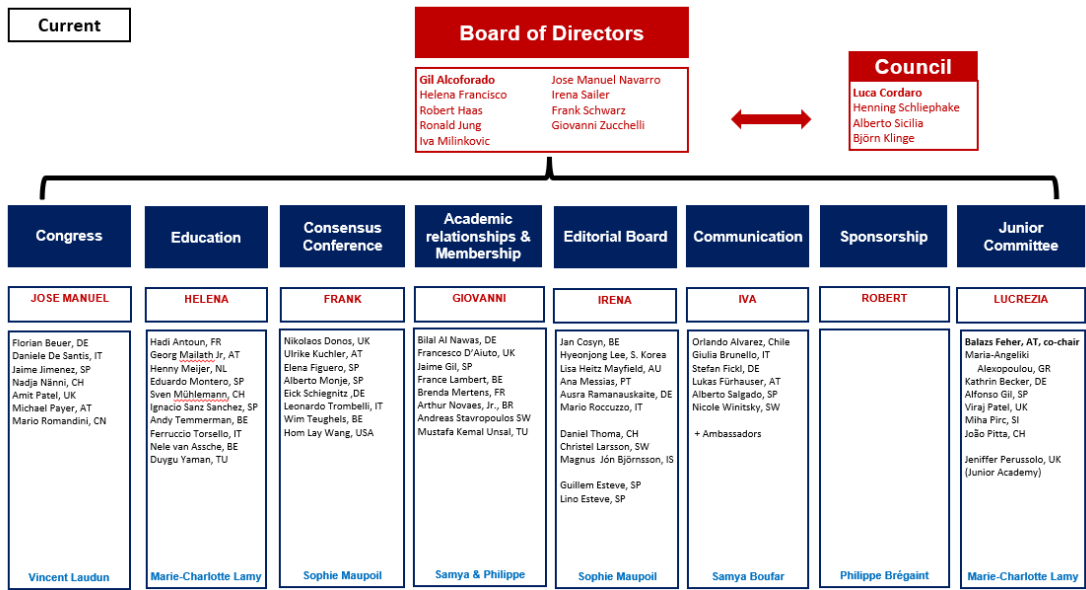 Current
Board of Directors
Gil Alcoforado
Helena Francisco
Robert Haas
Ronald Jung
Iva Milinkovic
Jose Manuel Navarro
Irena Sailer
Frank Schwarz
Giovanni Zucchelli
Council
Luca Cordaro
Henning Schliephake
Alberto Sicilia
Björn Klinge
Congress
JOSE MANUEL
Florian Beuer, DE
Daniele De Santis, IT
Jaime Jimenez, SP
Nadja Nänni, CH
Amit Patel, UK
Michael Payer, AT
Mario Romandini, CN
Vincent Laudun
Education
HELENA
Hadi Antoun, FR
Georg Mailath Jr, AT
Henny Meijer, NL
Eduardo Montero, SP
Sven Mühlemann, CH
Ignacio Sanz Sanchez, SP
Andy Temmerman, BE
Ferruccio Torsello, IT
Nele van Assche, BE
Duygu Yaman, TU
Marie-Charlotte Lamy
Consensus
Conference
FRANK
Nikolaos Donos, UK
Ulrike Kuchler, AT
Elena Figuero, SP
Alberto Monje, SP
Eick Schiegnitz ,DE
Leonardo Trombelli, IT
Wim Teughels, BE
Hom Lay Wang, USA
Sophie Maupoil
Academic
relationships &
Membership
GIOVANNI
Bilal Al Nawas, DE
Francesco D'Aiuto, UK
Jaime Gil, SP
France Lambert, BE
Brenda Mertens, FR
Arthur Novaes, Jr., BR
Andreas Stavropoulos SW
Mustafa Kemal Unsal, TU
Samya & Philippe
Editorial Board
IRENA
Jan Cosyn, BE
Hyeonjong Lee, S. Korea
Lisa Heitz Mayfield, AU
Ana Messias, PT
Ausra Ramanauskaite, DE
Mario Roccuzzo, IT
Daniel Thoma, CH
Christel Larsson, SW
Magnus Jón Björnsson, IS
Guillem Esteve, SP
Lino Esteve, SP
Sophie Maupoil
Communication
IVA
Orlando Alvarez, Chile
Giulia Brunello, IT
Stefan Fickl, DE
Lukas Fürhauser, AT
Alberto Salgado, SP
Nicole Winitsky, SW
+ Ambassadors
Samya Boufar
Sponsorship
ROBERT
Philippe Brégaint
Junior
Committee
LUCREZIA
Balazs Feher, AT, co-chair
Maria-Angeliki
Alexopoulou, GR
Kathrin Becker, DE
Alfonso Gil, SP
Viraj Patel, UK
Miha Pirc, SI
João Pitta, CH
Jeniffer Perussolo, UK
(Junior Academy)
Marie-Charlotte Lamy